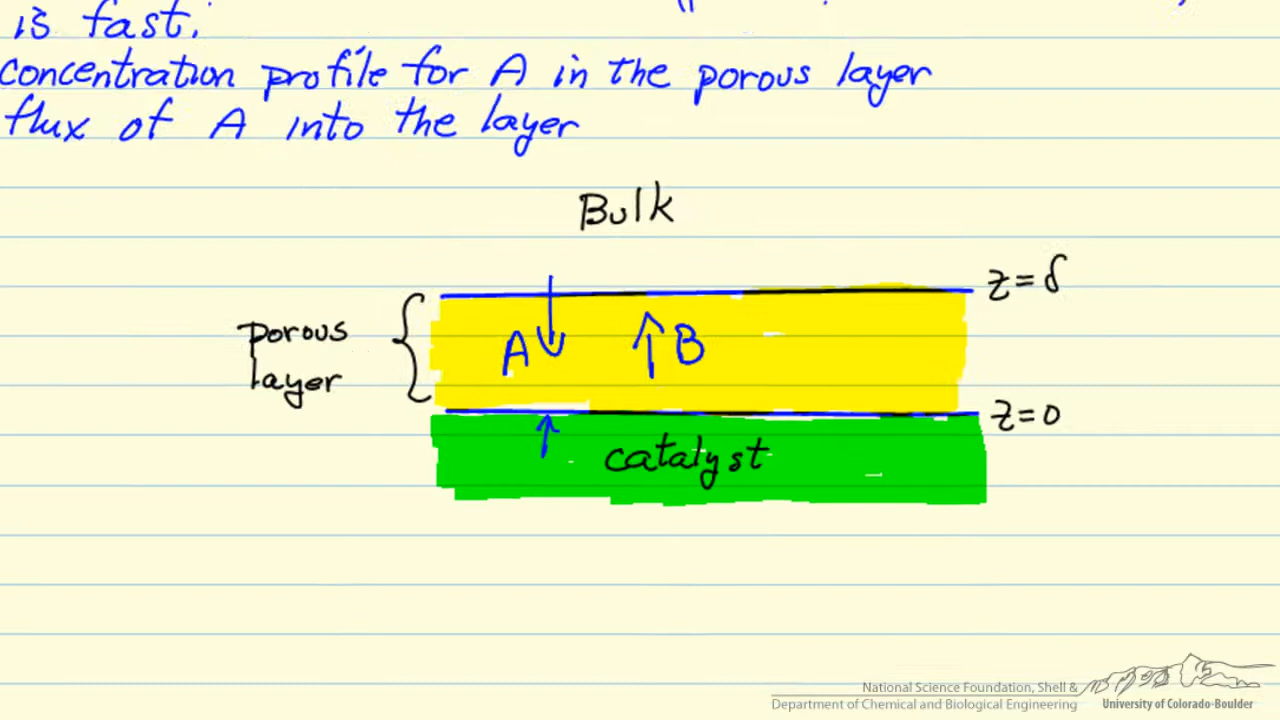 is fast.
concentration profile for A in the porous layer
flux of A into the layer
Bulk
z=δ
porous
layer
A
B
z=0
catalyst
National Science Foundation, Shell &
Department of Chemical and Biological Engineering
University of Colorado-Boulder